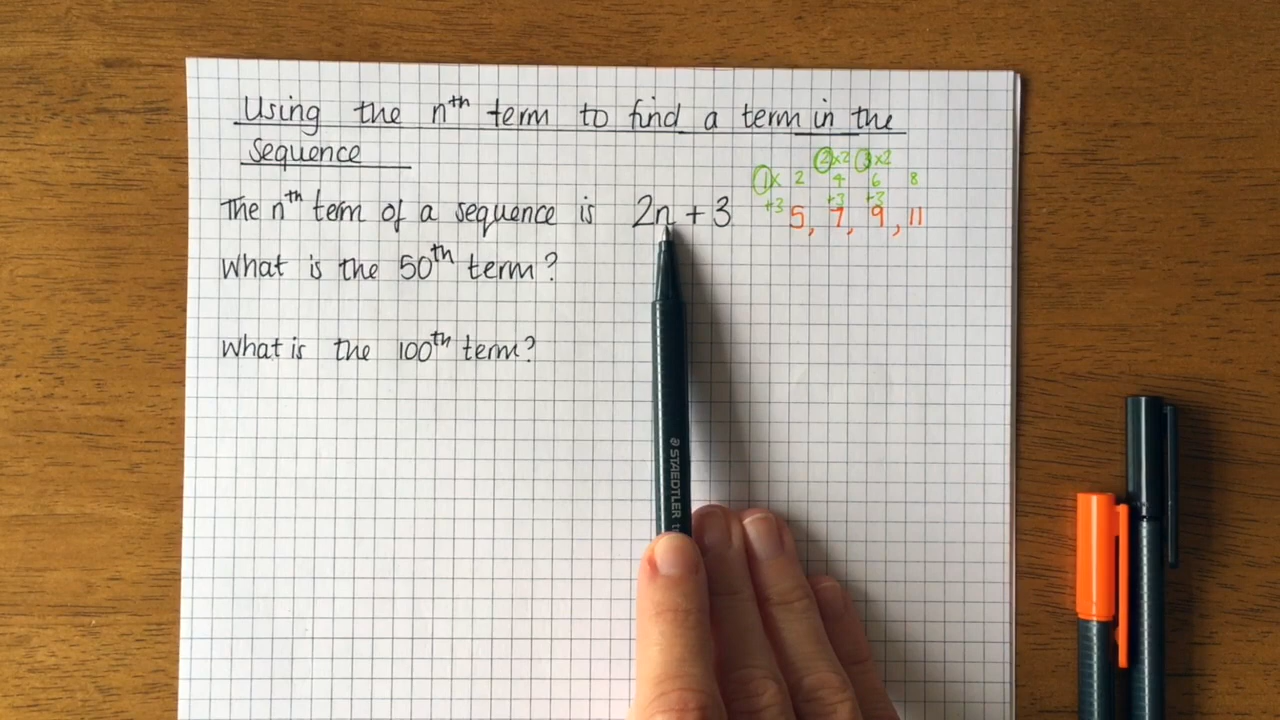 Using the nth term to find a term in the
Sequence
②x2 ③x2
①x 2 4 6 8
+3 +3 +3
The nth term of a sequence is 2n + 3 5, 7, 9, 11
What is the 50th term?
What is the 100th term?
STAEDTLER